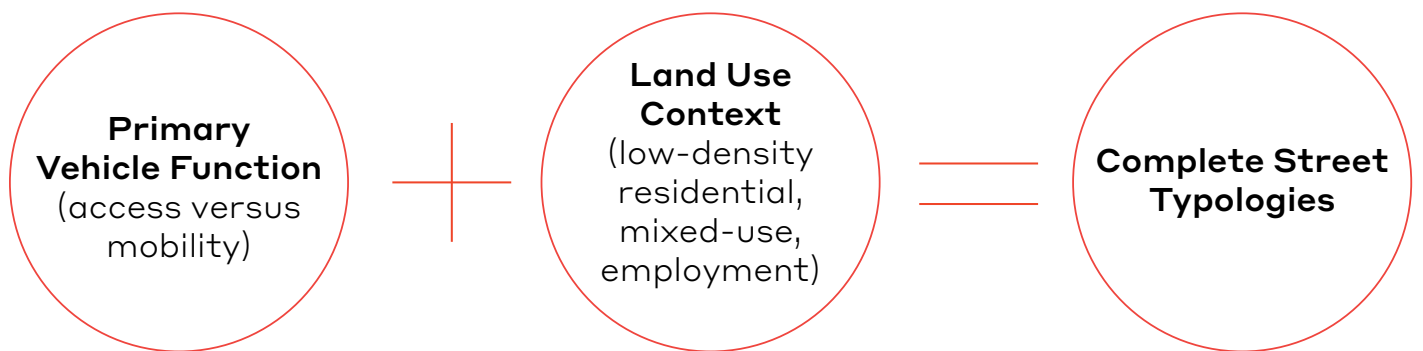 Primary
Vehicle Function
(access versus
mobility)
Land Use
Context
(low-density
residential,
mixed-use,
employment)
Complete Street
Typologies